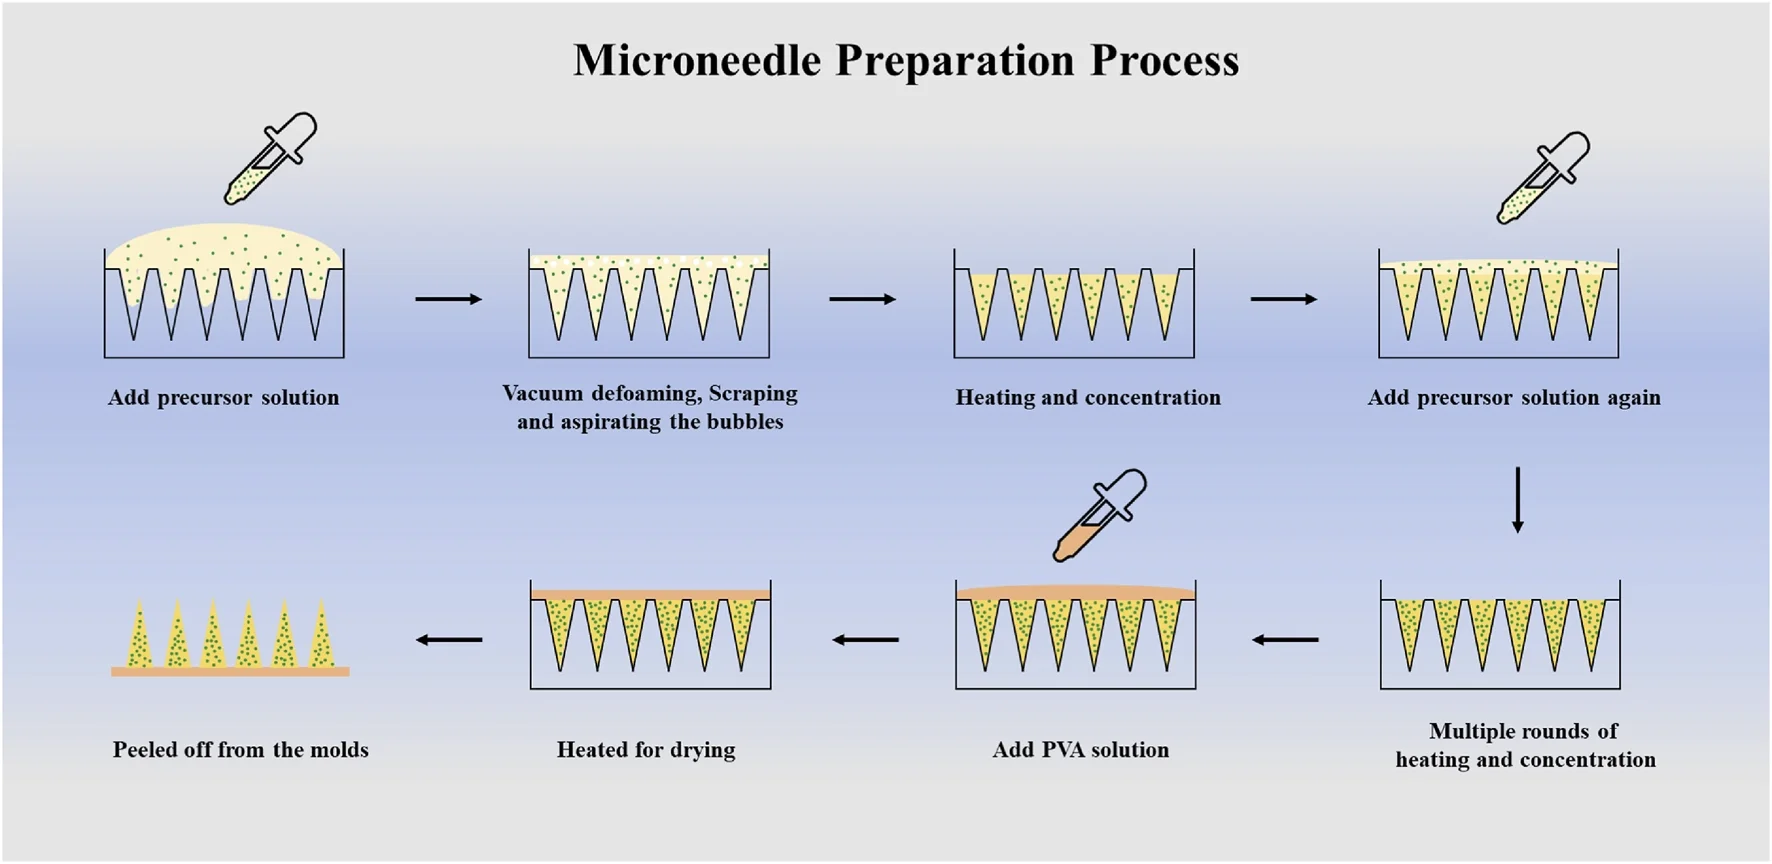 Microneedle Preparation Process
Add precursor solution
Vacuum defoaming, Scraping
and aspirating the bubbles
Heating and concentration
Add precursor solution again
Multiple rounds of
heating and concentration
Add PVA solution
Heated for drying
Peeled off from the molds